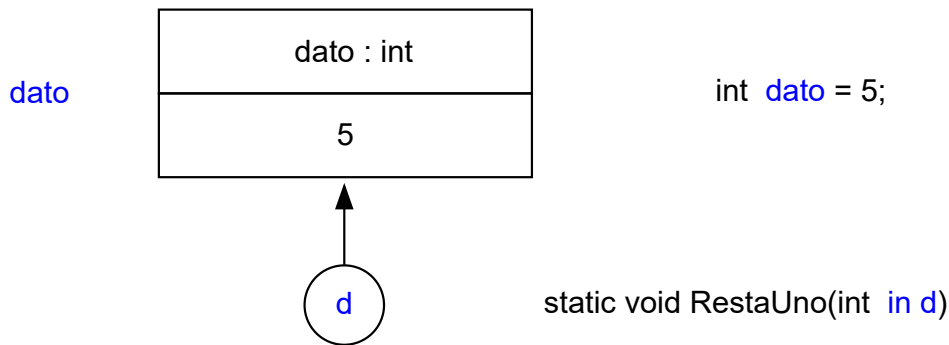 dato : int
dato
int dato = 5;
5
d
static void RestaUno(int in d)